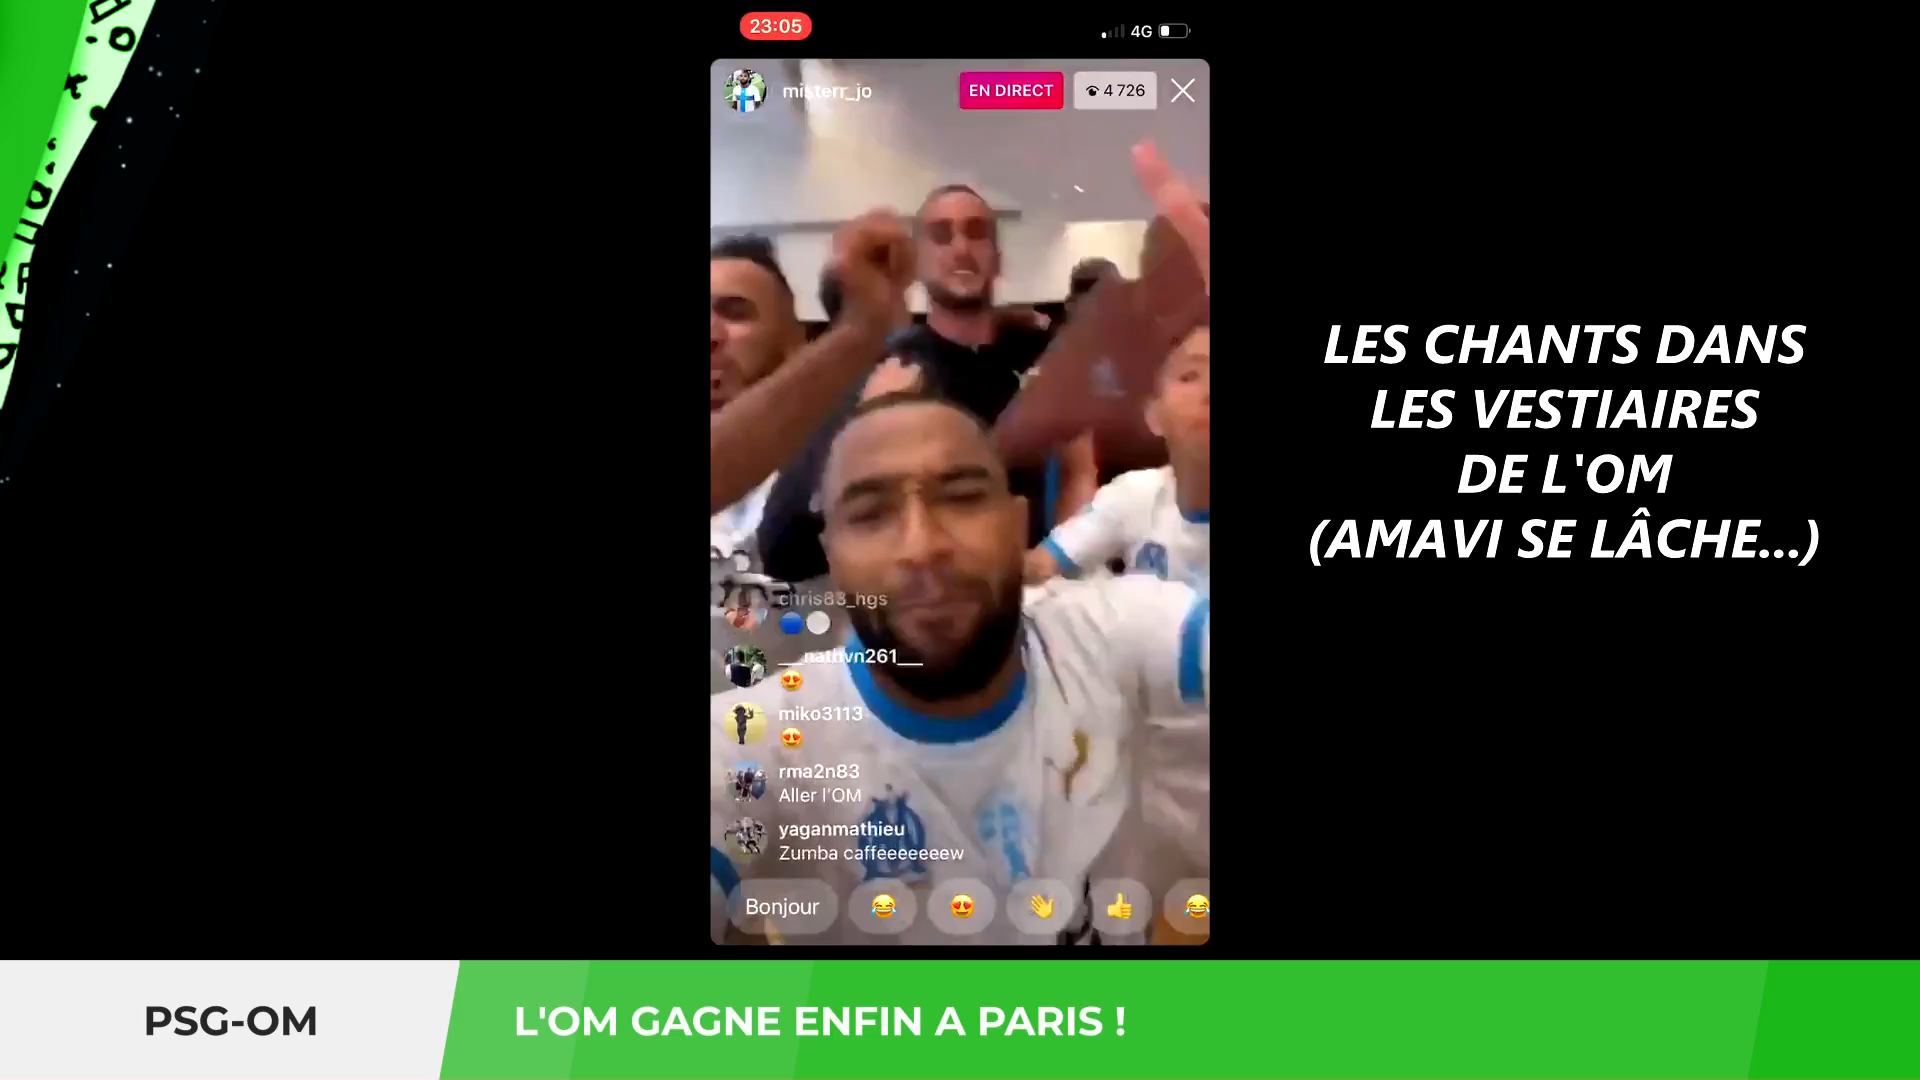 23:05
4G
misterr_jo
EN DIRECT
4 726
LES CHANTS DANS
LES VESTIAIRES
DE L'OM
(AMAVI SE LÂCHE...)
chris83_hgs
___nathvn261___
miko3113
rma2n83
Aller l'OM
yaganmathieu
Zumba caffeeeeeeew
Bonjour
PSG-OM
L'OM GAGNE ENFIN A PARIS !